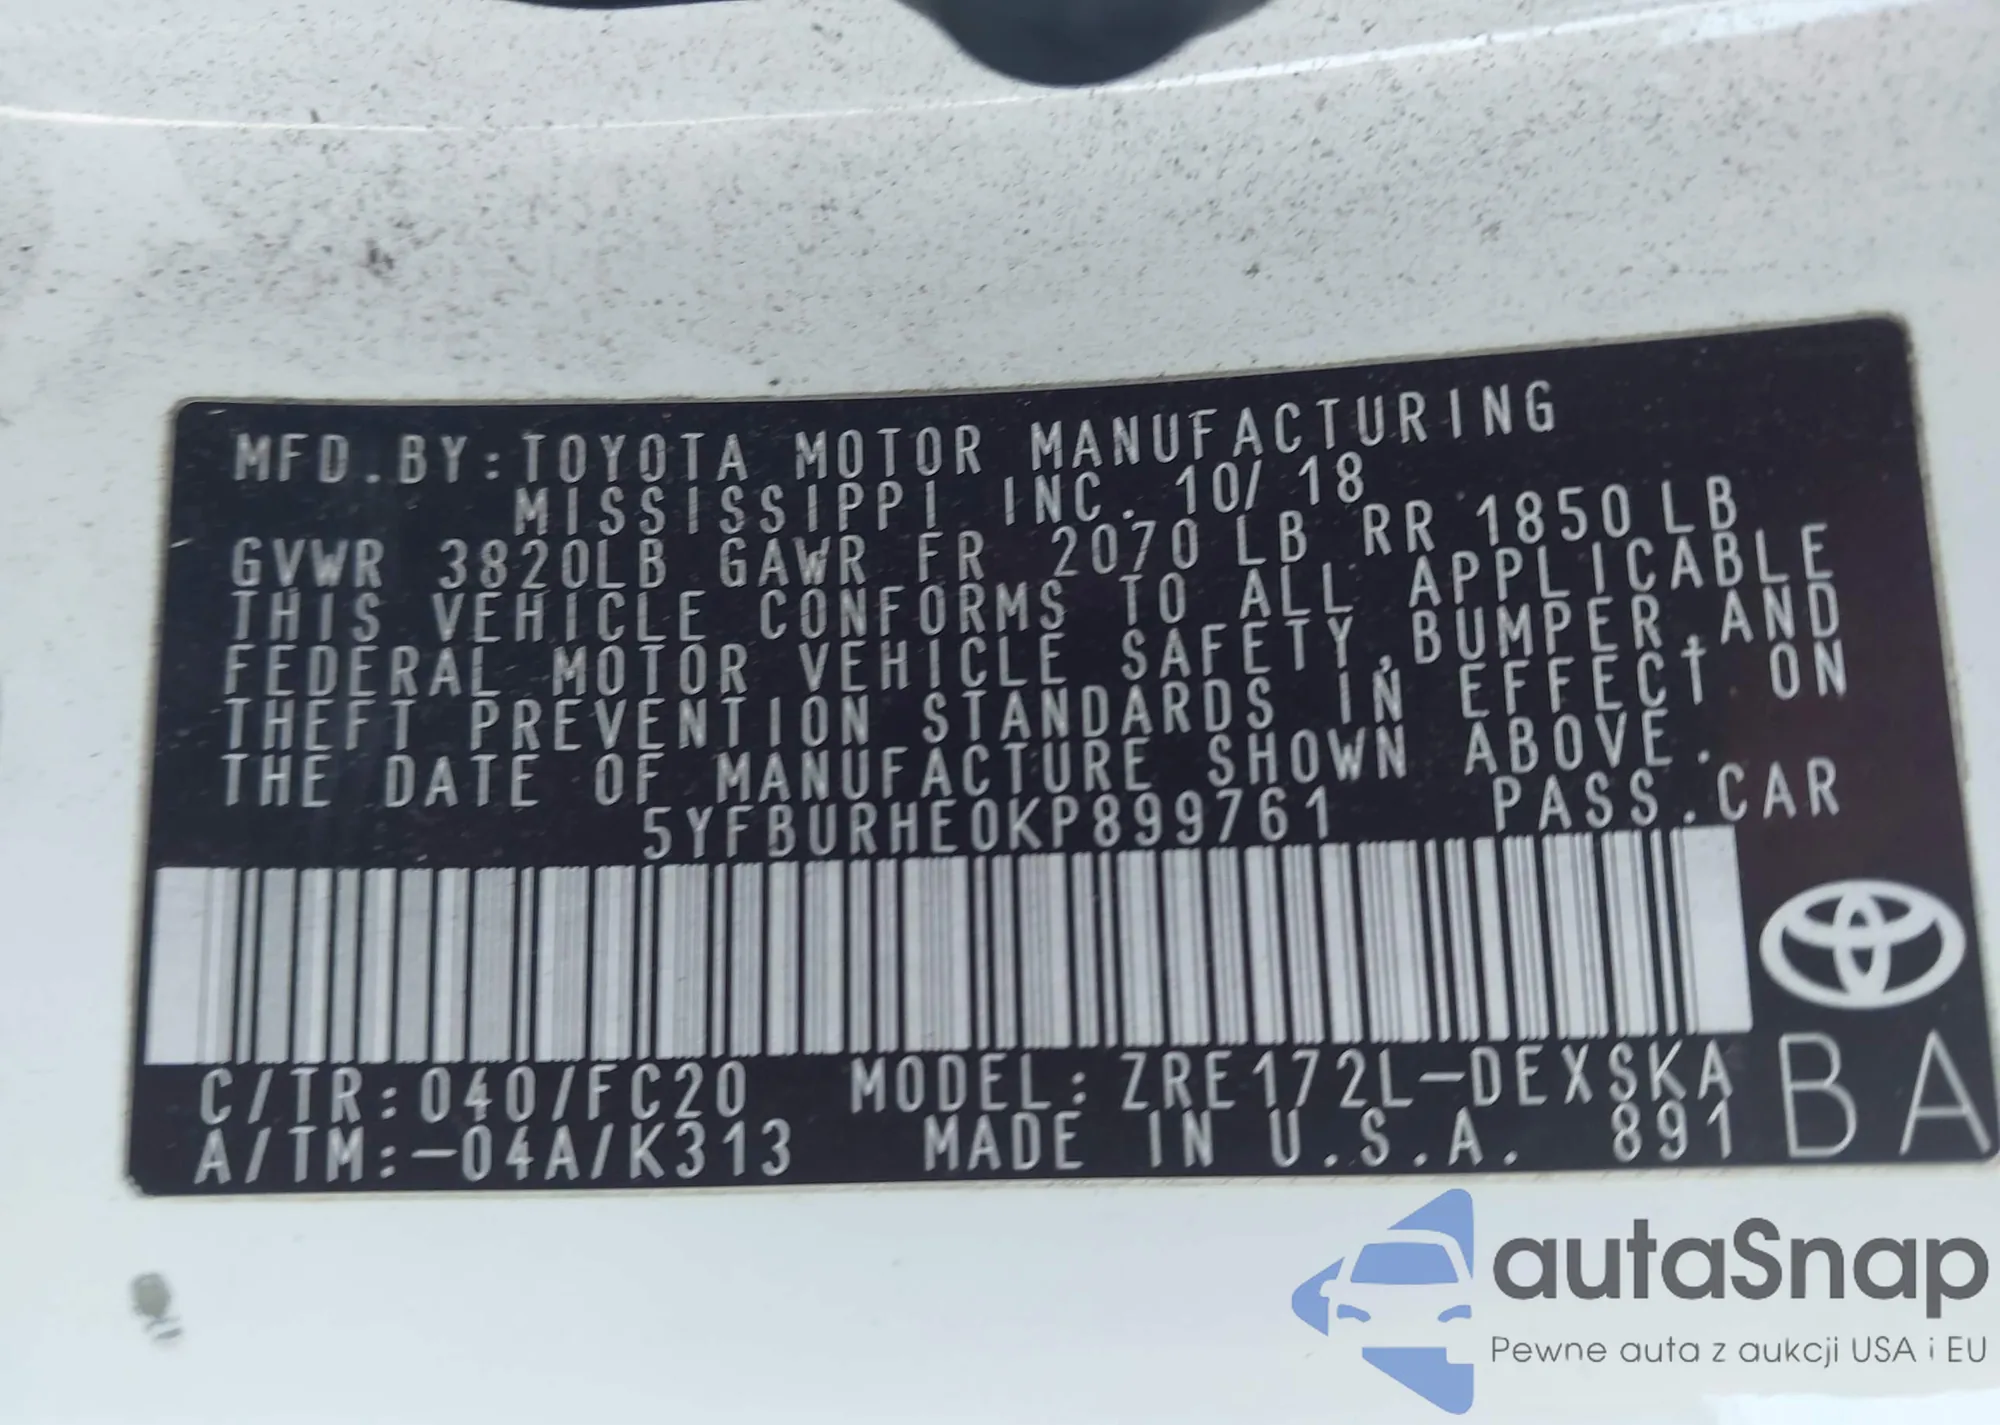 MFD.BY:TOYOTA MOTOR MANUFACTURING
MISSISSIPPI INC. 10/18
GVWR 3820LB GAWR FR 2070 LB RR 1850LB
THIS VEHICLE CONFORMS TO ALL APPLICABLE
FEDERAL MOTOR VEHICLE SAFETY,BUMPER,AND
THEFT PREVENTION STANDARDS IN EFFECT ON
THE DATE OF MANUFACTURE SHOWN ABOVE.
5YFBURHE0KP899761 PASS.CAR
C/TR:040/FC20 MODEL:ZRE172L-DEXSKA
A/TM:-04A/K313 MADE IN U.S.A. 891
BA
autaSnap
Pewne auta z aukcji USA i EU